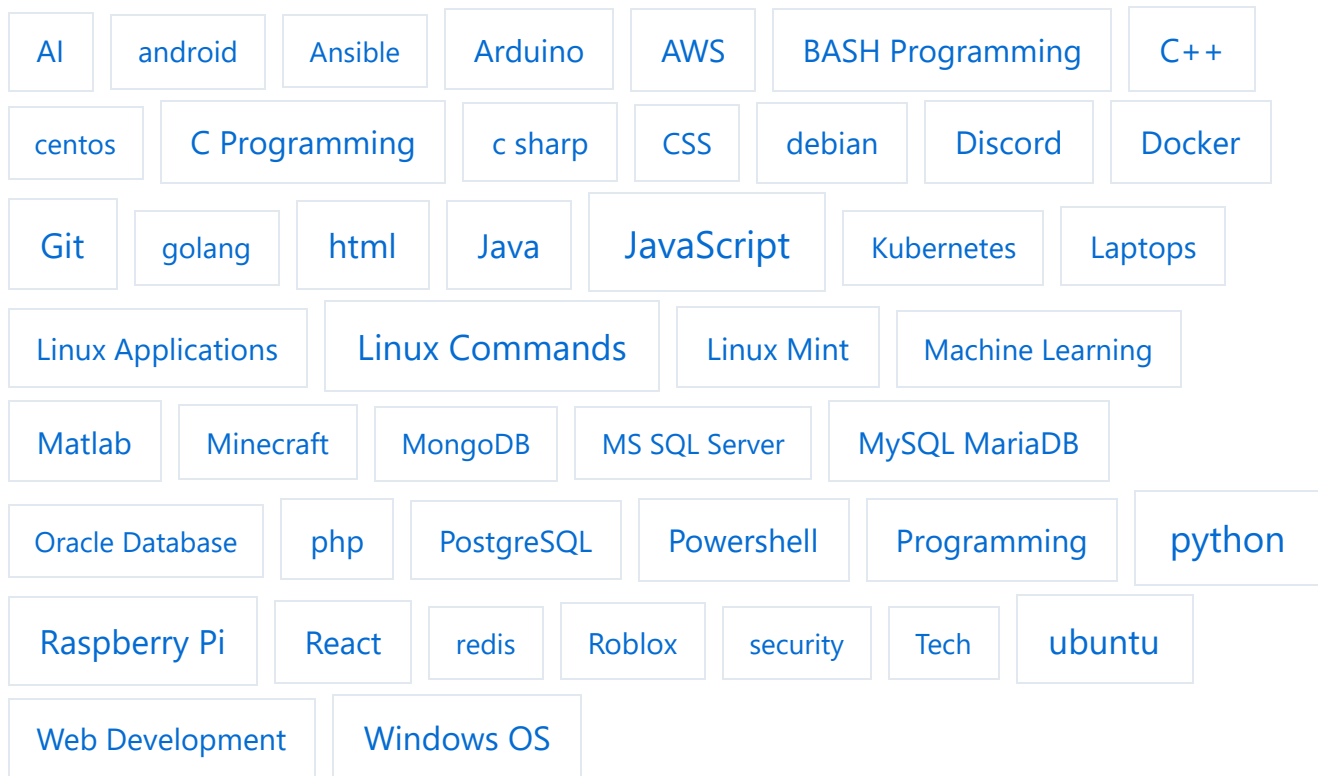 AI android Ansible Arduino AWS BASH Programming C++
centos C Programming c sharp CSS debian Discord Docker
Git golang html Java JavaScript Kubernetes Laptops
Linux Applications Linux Commands Linux Mint Machine Learning
Matlab Minecraft MongoDB MS SQL Server MySQL MariaDB
Oracle Database php PostgreSQL Powershell Programming python
Raspberry Pi React redis Roblox security Tech ubuntu
Web Development Windows OS